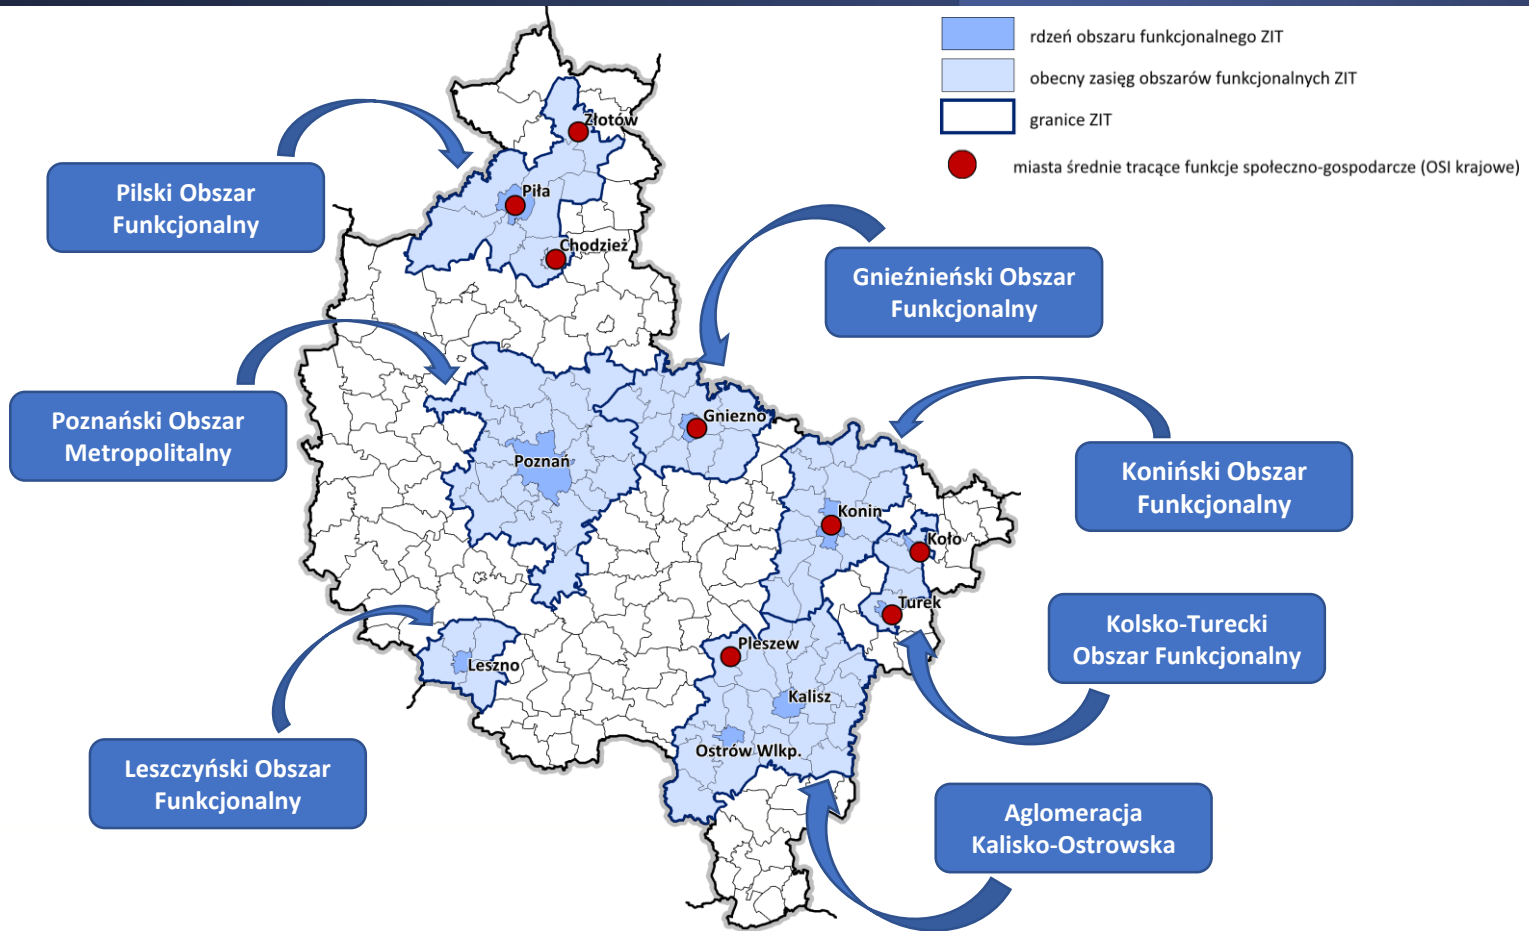 rdzeń obszaru funkcjonalnego ZIT
obecny zasięg obszarów funkcjonalnych ZIT
granice ZIT
miasta średnie tracące funkcje społeczno-gospodarcze (OSI krajowe)
Złotów
Piła
Chodzież
Pilski Obszar
Funkcjonalny
Gnieźnieński Obszar
Funkcjonalny
Poznański Obszar
Metropolitalny
Gniezno
Poznań
Koniński Obszar
Funkcjonalny
Konin
Koło
Turek
Kolsko-Turecki
Obszar Funkcjonalny
Pleszew
Leszno
Kalisz
Ostrów Wlkp.
Leszczyński Obszar
Funkcjonalny
Aglomeracja
Kalisko-Ostrowska